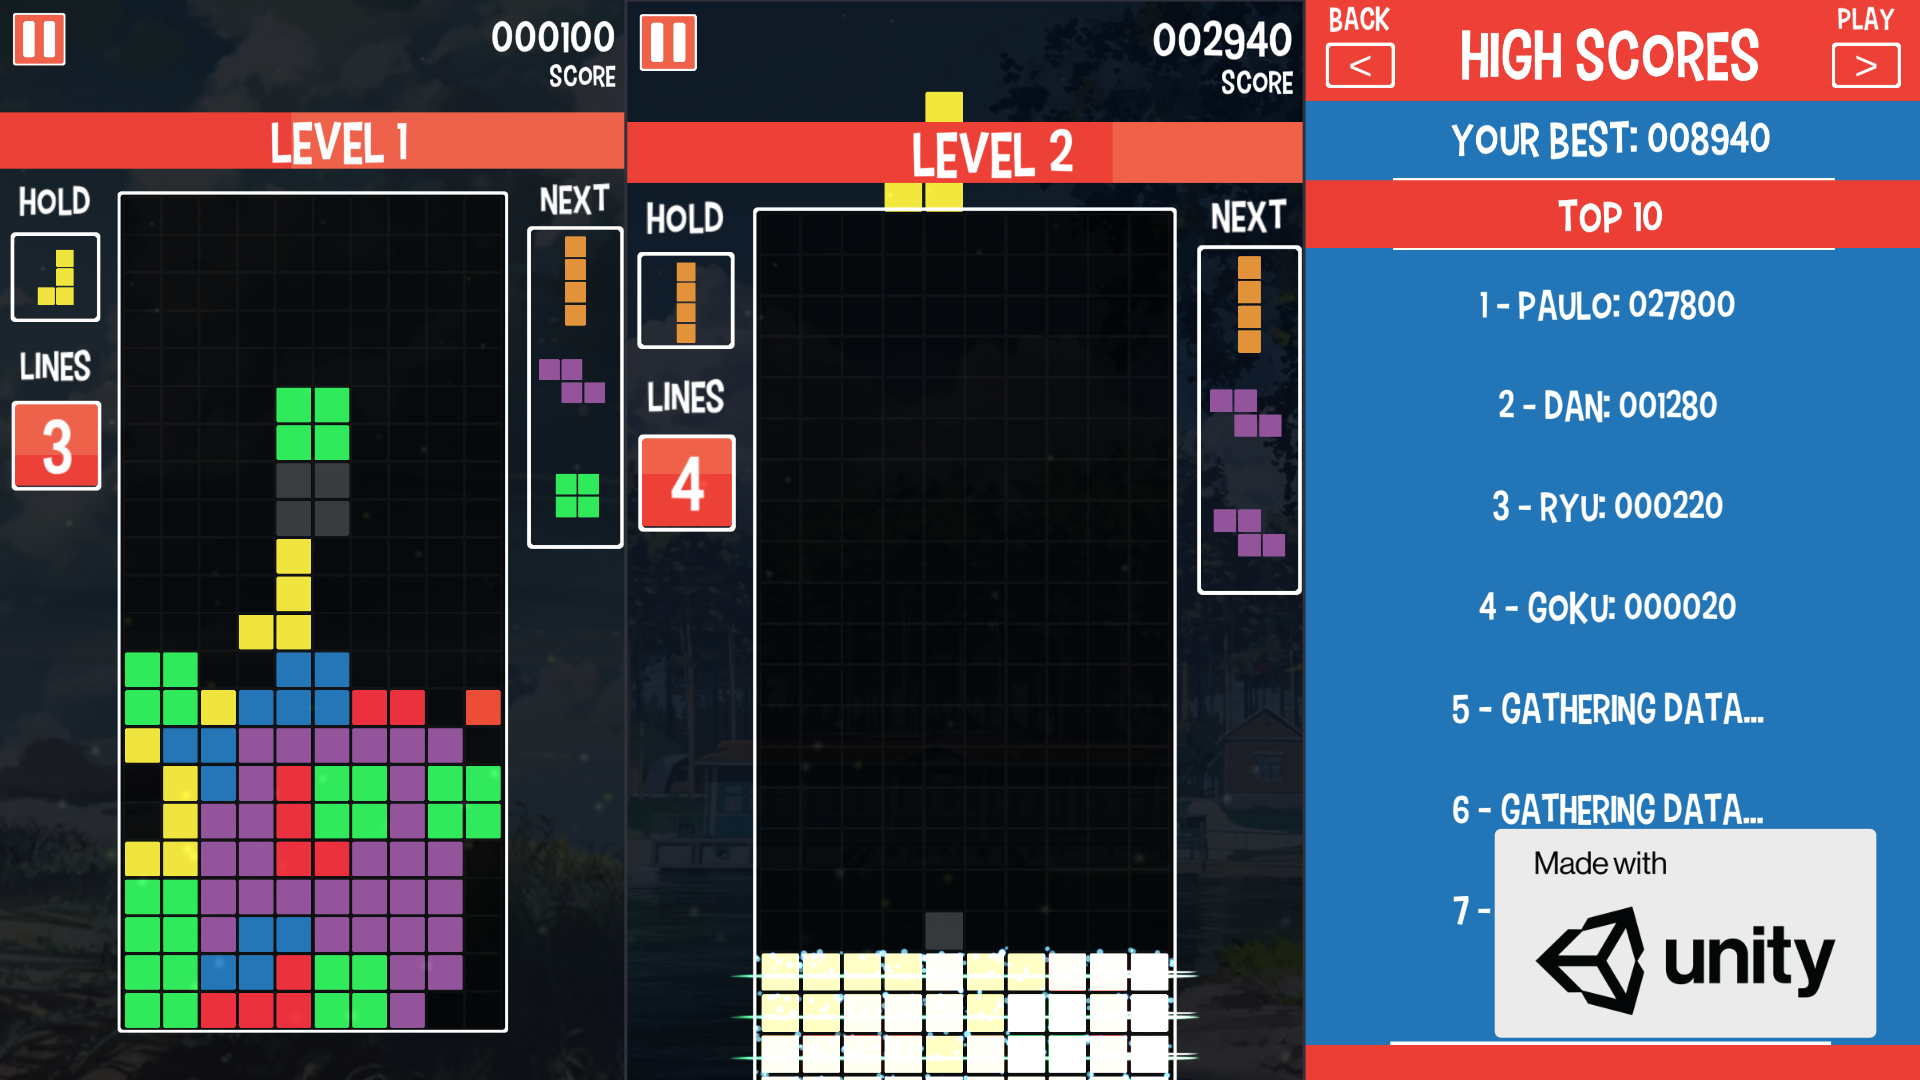 000100
SCORE
LEVEL 1
HOLD
NEXT
LINES
3
002940
SCORE
LEVEL 2
HOLD
NEXT
LINES
4
BACK
<
HIGH SCORES
PLAY
>
YOUR BEST: 008940
TOP 10
1 - PAULO: 027800
2 - DAN: 001280
3 - RYU: 000220
4 - GOKU: 000020
5 - GATHERING DATA...
6 - GATHERING DATA...
7 -
Made with
unity